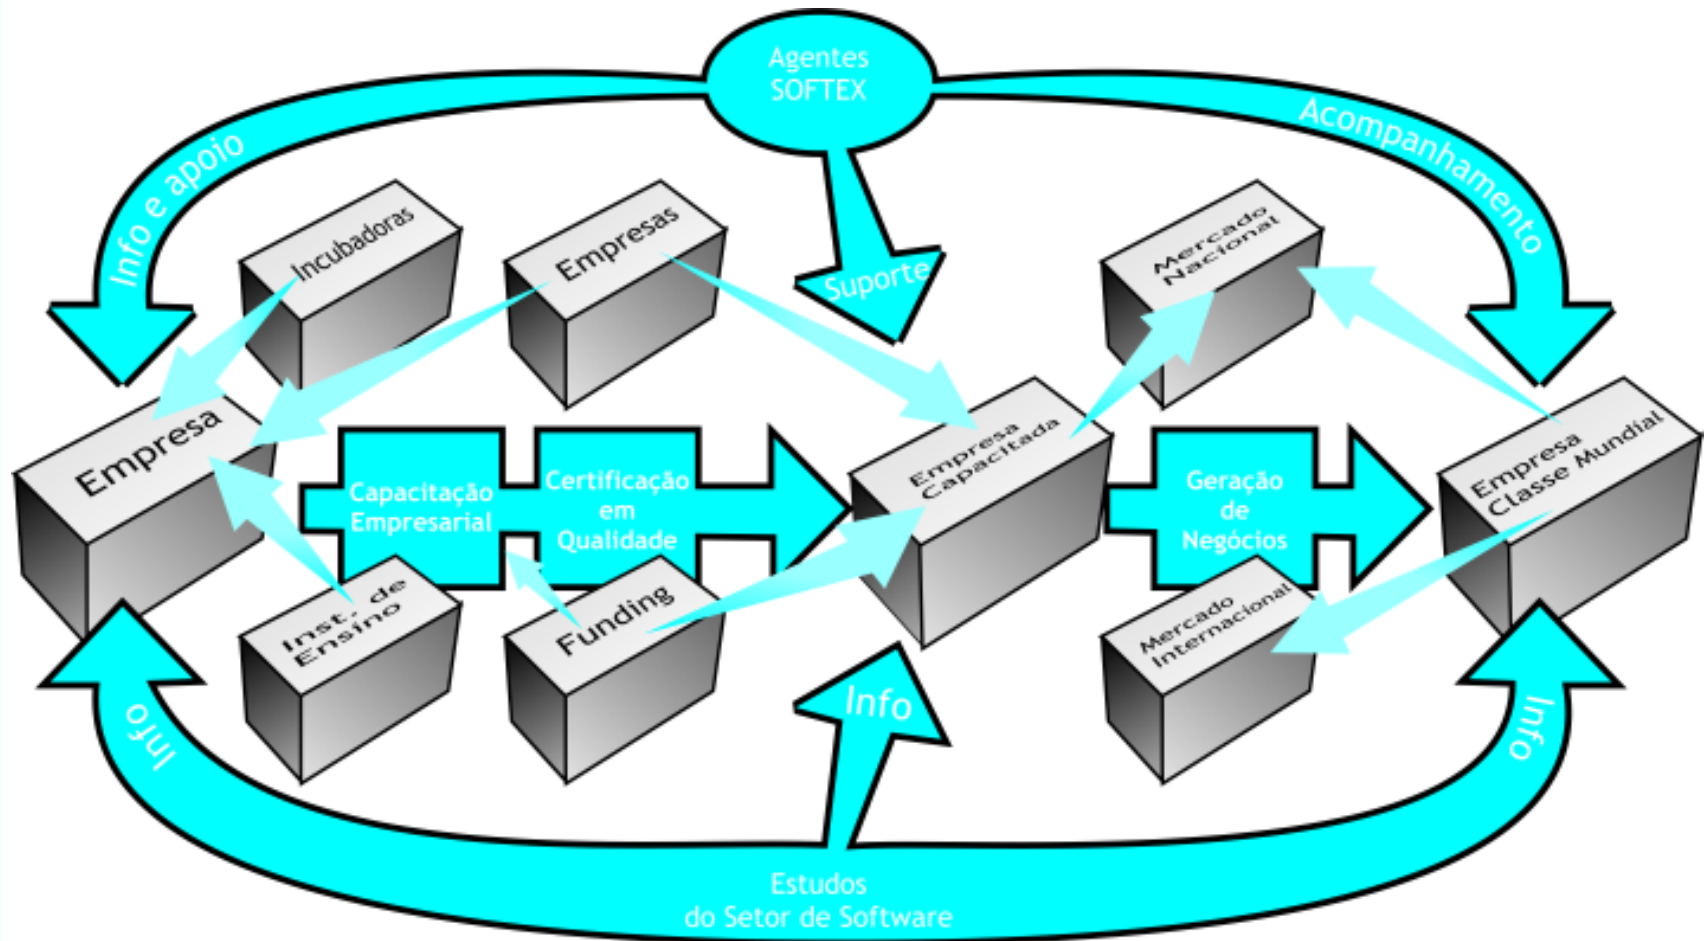 Agentes
SOFTEX
Info e apoio
Acompanhamento
Incubadoras
Empresas
Suporte
Mercado
Nacional
Empresa
Capacitação
Empresarial
Certificação
em
Qualidade
Empresa
Capacitada
Geração
de
Negócios
Empresa
Classe Mundial
Inst. de
Ensino
Funding
Mercado
Internacional
Info
Info
Info
Estudos
do Setor de Software